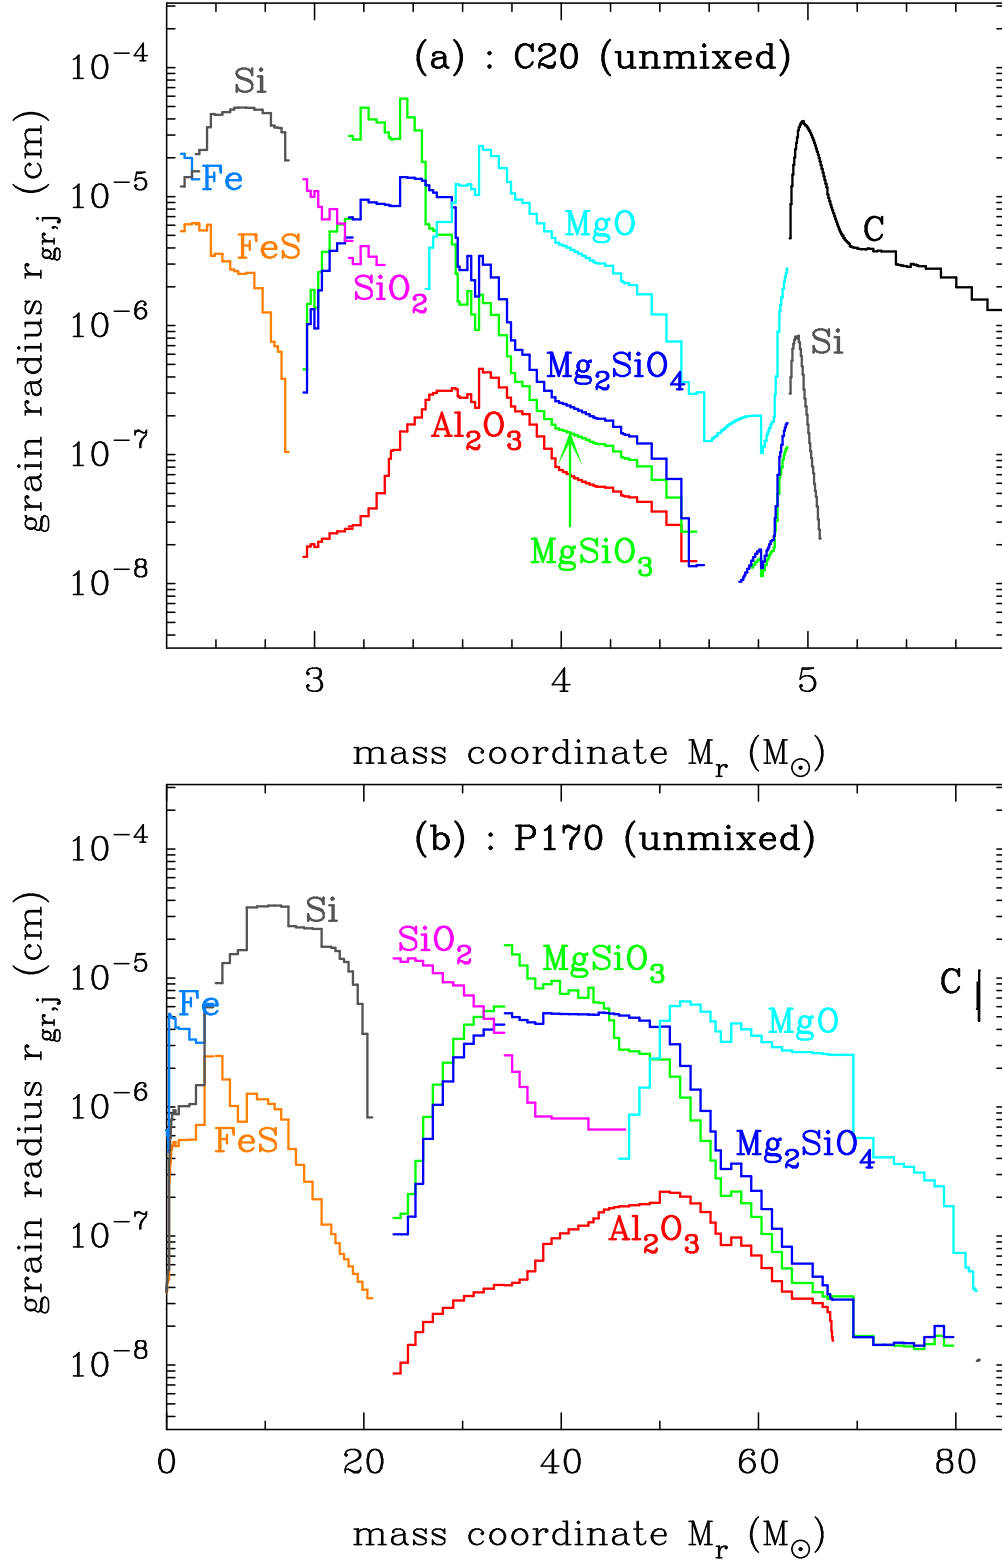 (a) : C20 (unmixed)
10⁻⁴
Si
10⁻⁵
Fe
FeS
SiO₂
MgO
C
10⁻⁶
Si
Mg₂SiO₄
Al₂O₃
10⁻⁷
MgSiO₃
10⁻⁸
grain radius r_gr,j (cm)
3 4 5
mass coordinate M_r (M_⊙)
(b) : P170 (unmixed)
10⁻⁴
Si
SiO₂
MgSiO₃
10⁻⁵
C
Fe
MgO
10⁻⁶
FeS
Mg₂SiO₄
10⁻⁷
Al₂O₃
10⁻⁸
grain radius r_gr,j (cm)
0 20 40 60 80
mass coordinate M_r (M_⊙)